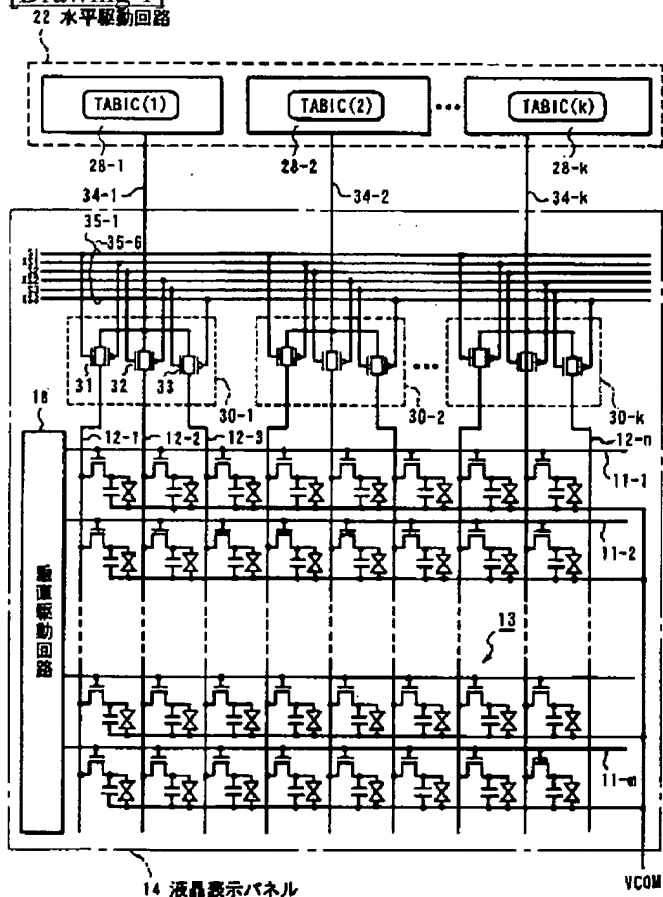 22 水平駆動回路
TABIC(1) TABIC(2) ••• TABIC(k)
28-1 28-2 28-k
34-1 34-2 34-k
35-1
35-6
31 32 33
30-1 30-2 30-k
18
12-1 12-2 12-3 12-n
11-1
11-2
垂直駆動回路
13
11-m
14 液晶表示パネル
VCOM